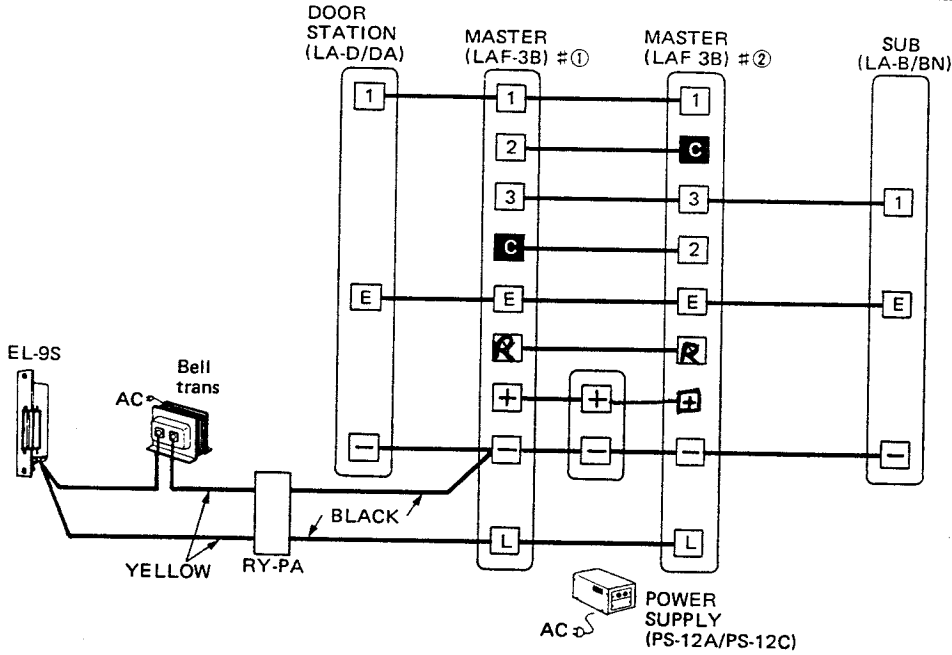 DOOR
STATION
(LA-D/DA)
MASTER
(LAF-3B) #①
MASTER
(LAF 3B) #②
SUB
(LA-B/BN)
1 1 1
2 C
3 3 1
C 2
E E E E
R R
+ + +
− − − − −
L L
EL-9S
Bell
trans
AC
BLACK
YELLOW
RY-PA
POWER
SUPPLY
(PS-12A/PS-12C)
AC